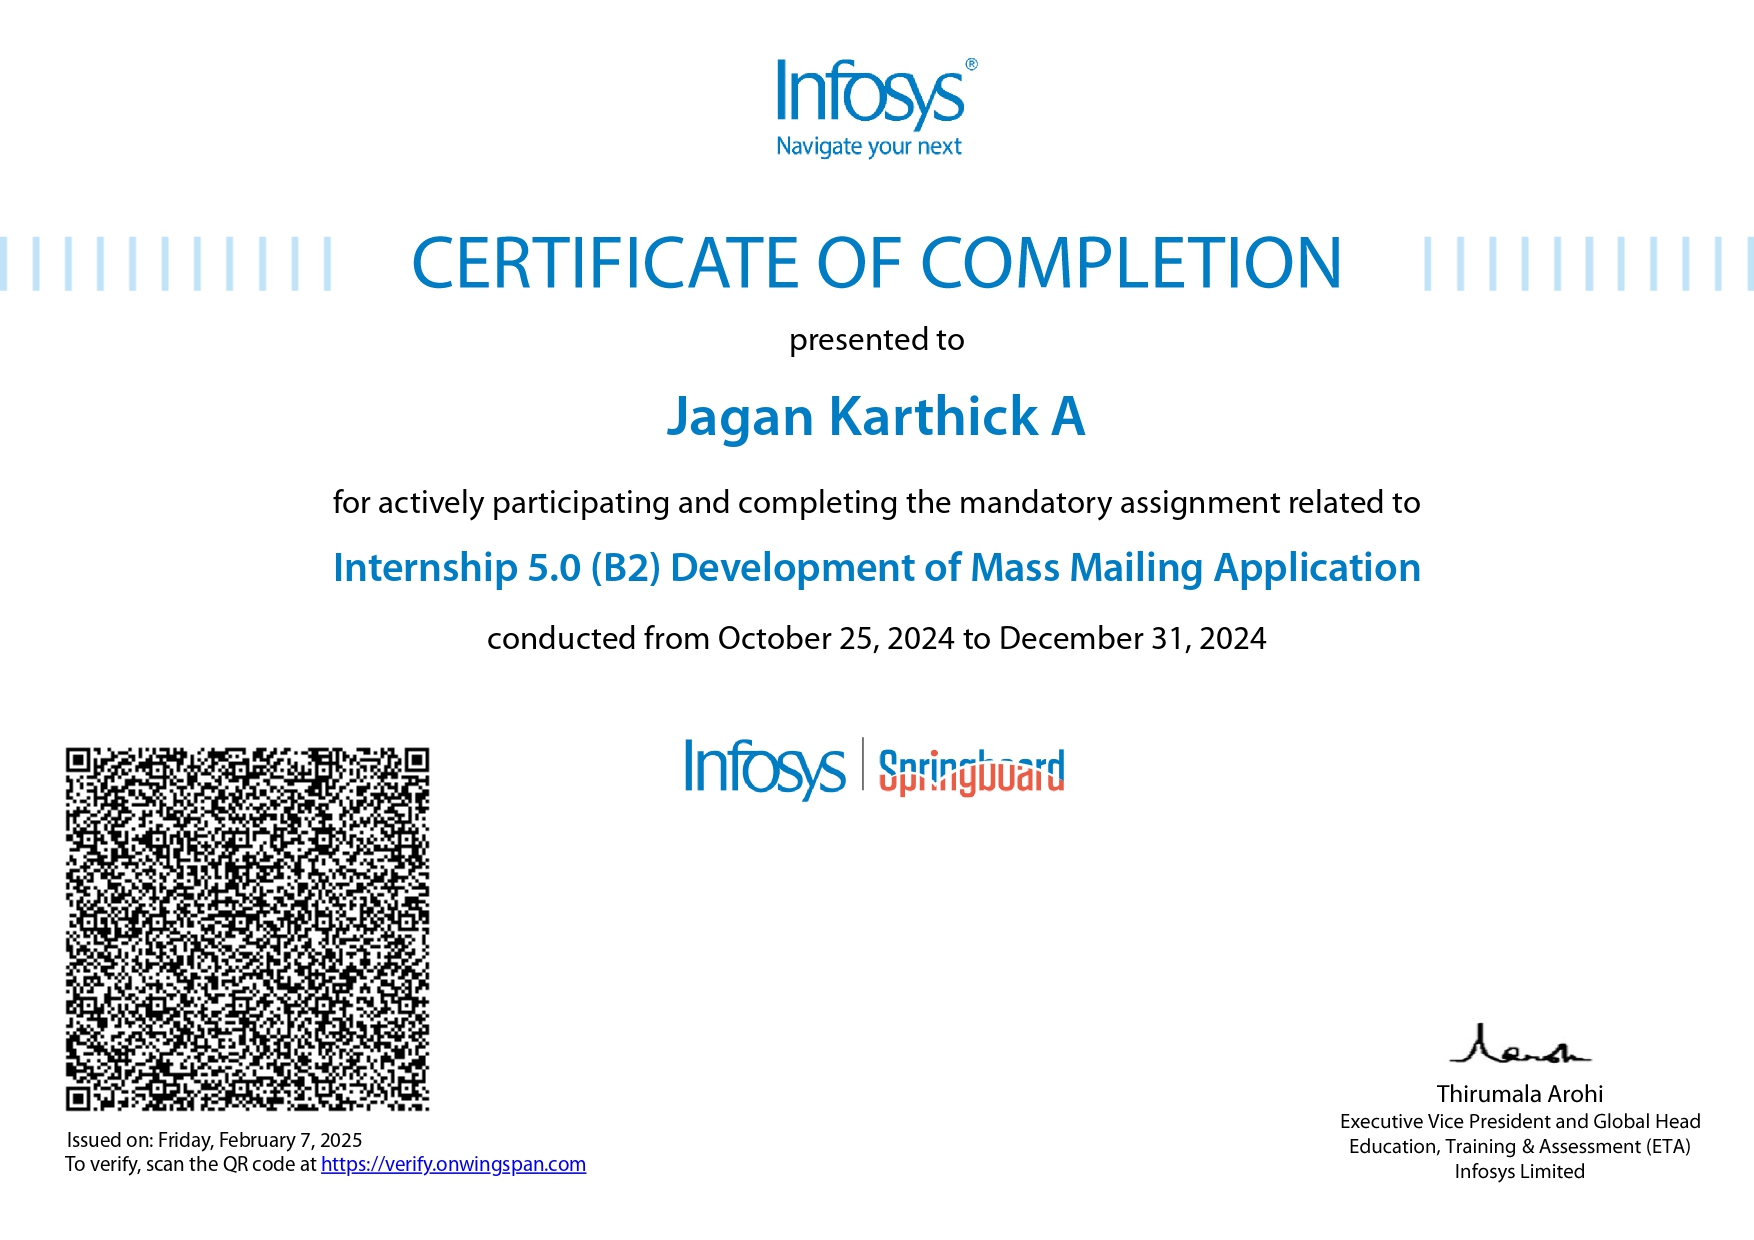 Infosys®
Navigate your next
CERTIFICATE OF COMPLETION
presented to
Jagan Karthick A
for actively participating and completing the mandatory assignment related to
Internship 5.0 (B2) Development of Mass Mailing Application
conducted from October 25, 2024 to December 31, 2024
Infosys | Springboard
Issued on: Friday, February 7, 2025
To verify, scan the QR code at https://verify.onwingspan.com
Thirumala Arohi
Executive Vice President and Global Head
Education, Training & Assessment (ETA)
Infosys Limited